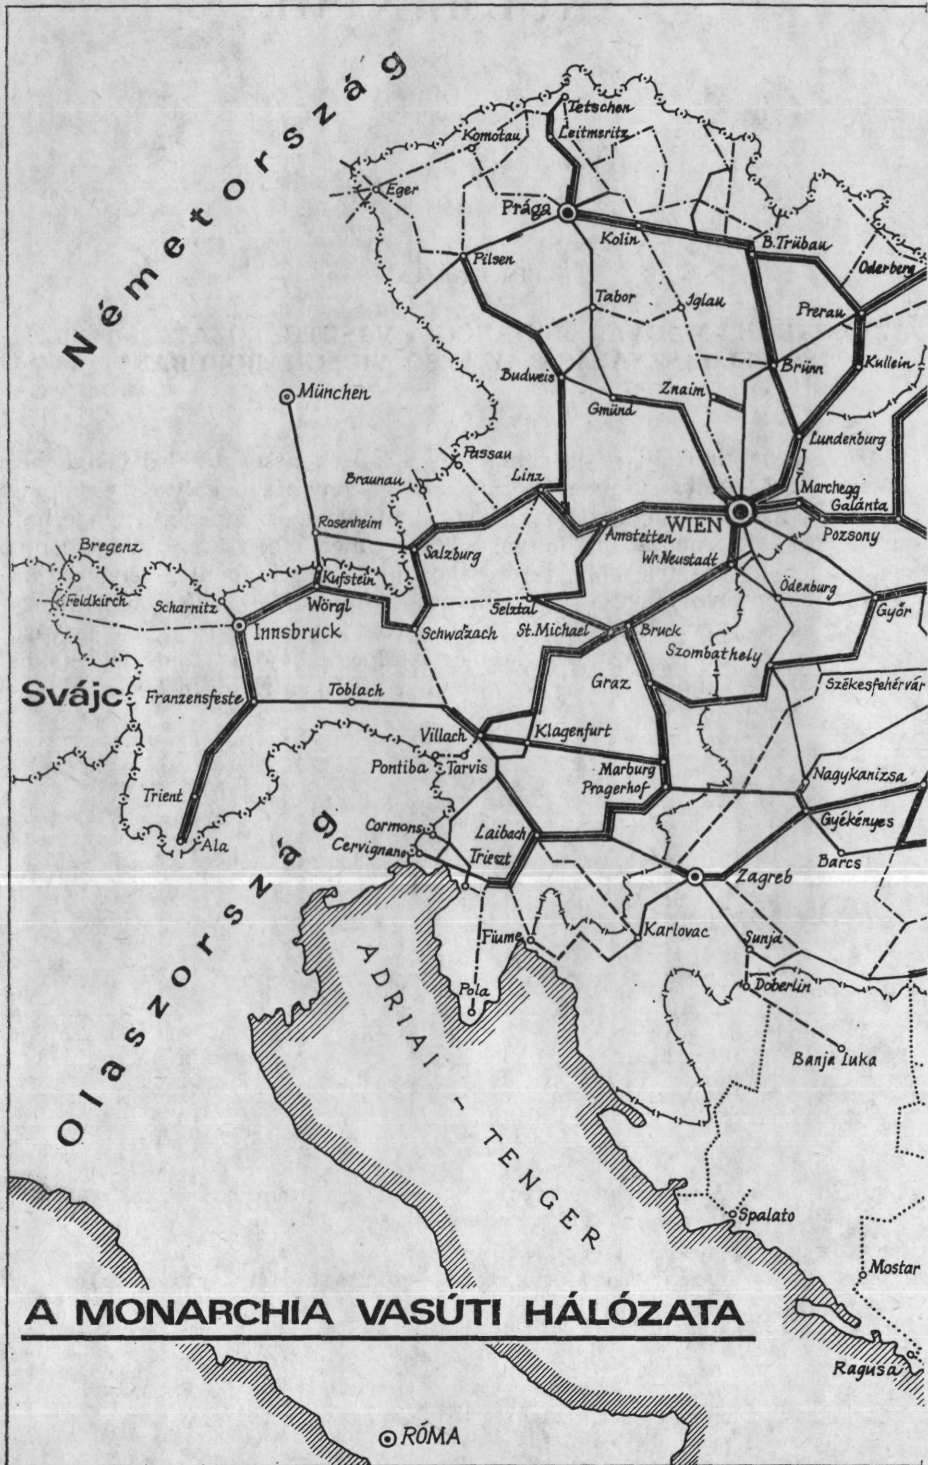 Németország
Tetschen
Leitmeritz
Komotau
Eger
Prága
Kolin
B. Trübau
Pilsen
Oderberg
Tabor
Iglau
Prerau
Budweis
Brünn
Kullein
München
Gmünd
Znaim
Lundenburg
Passau
Braunau
Linz
Marchegg
Galánta
WIEN
Pozsony
Rosenheim
Amstetten
Bregenz
Salzburg
Wr. Neustadt
Kufstein
Ödenburg
Feldkirch
Scharnitz
Wörgl
Selztal
Győr
Innsbruck
Schwazach
St. Michael
Bruck
Szombathely
Svájc
Franzensfeste
Toblach
Graz
Székesfehérvár
Villach
Klagenfurt
Pontiba
Tarvis
Marburg
Pragerhof
Nagykanizsa
Trient
Gyékényes
Cormons
Laibach
Ala
Cervignano
Trieszt
Barcs
Zagreb
Olaszország
Fiume
Karlovac
Sunja
ADRIAI - TENGER
Pola
Doberlin
Banja Luka
Spalato
Mostar
A MONARCHIA VASÚTI HÁLÓZATA
Ragusa
RÓMA